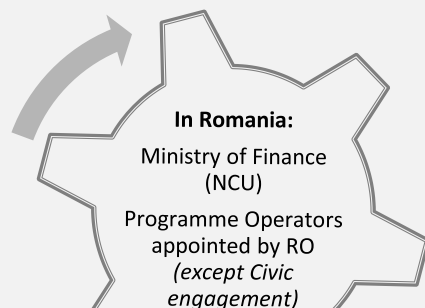 In Romania:
Ministry of Finance
(NCU)
Programme Operators
appointed by RO
(except Civic
engagement)